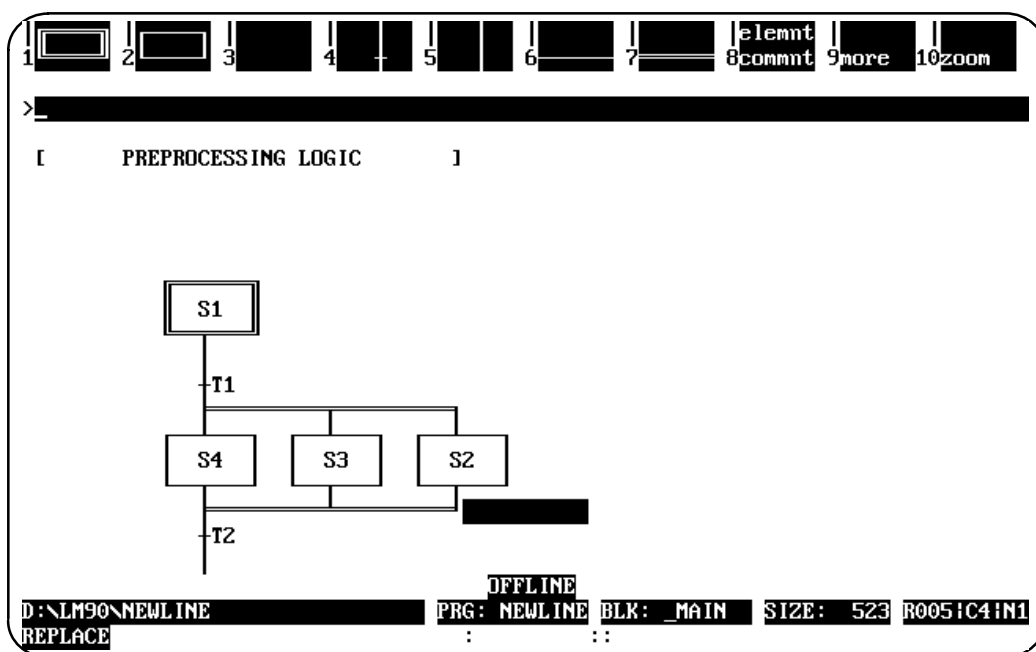 elemnt
1 2 3 4 5 6 7 8commnt 9more 10zoom
>_
[ PREPROCESSING LOGIC ]
S1
T1
S4 S3 S2
T2
OFFLINE
D:\LM90\NEWLINE PRG: NEWLINE BLK: _MAIN SIZE: 523 R005¦C4¦N1
REPLACE : ::